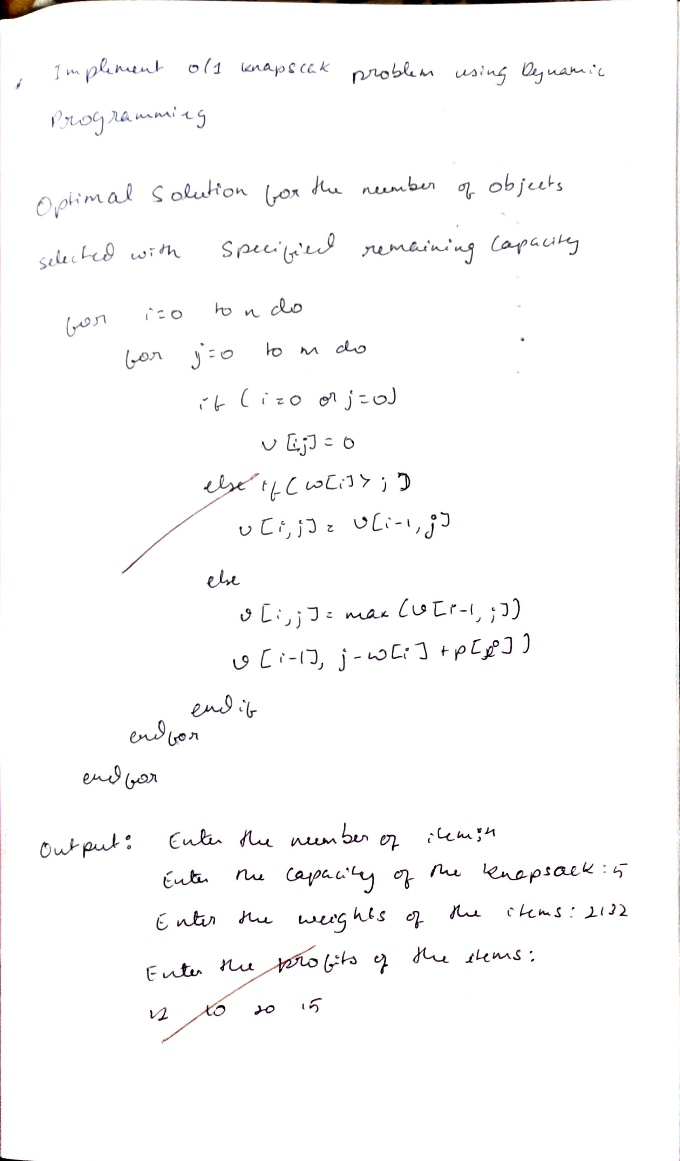 Implement 0/1 knapscak problem using Dynamic
Programming
Optimal Solution for the number of objects
selected with Specified remaining Capacity
for i=0 to n do
for j=0 to m do
if (i=0 or j=0)
v [i,j] = 0
else if (w[i]> j)
v [i,j] = v[i-1, j]
else
v [i,j] = max (v[i-1, j])
v [i-1], j-w[i] + p[i])
end if
end for
end for
Output: Enter the number of items:4
Enter the capacity of the knapsack: 5
Enter the weights of the items: 2132
Enter the profits of the items:
12 10 20 15